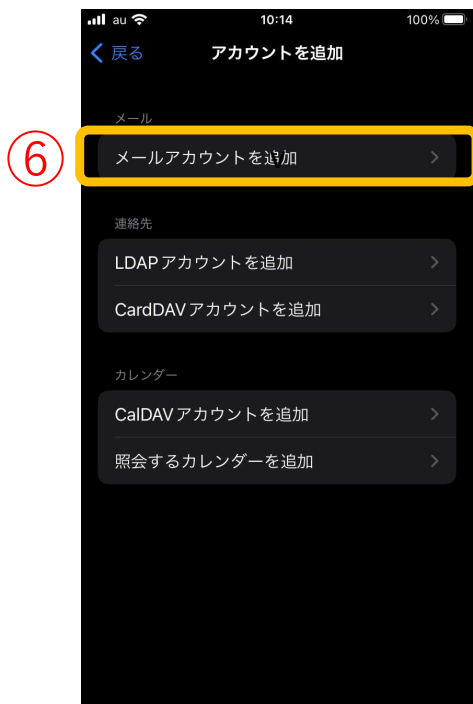 au 10:14 100%
戻る アカウントを追加
メール
⑥ メールアカウントを追加
連絡先
LDAPアカウントを追加
CardDAVアカウントを追加
カレンダー
CalDAVアカウントを追加
照会するカレンダーを追加